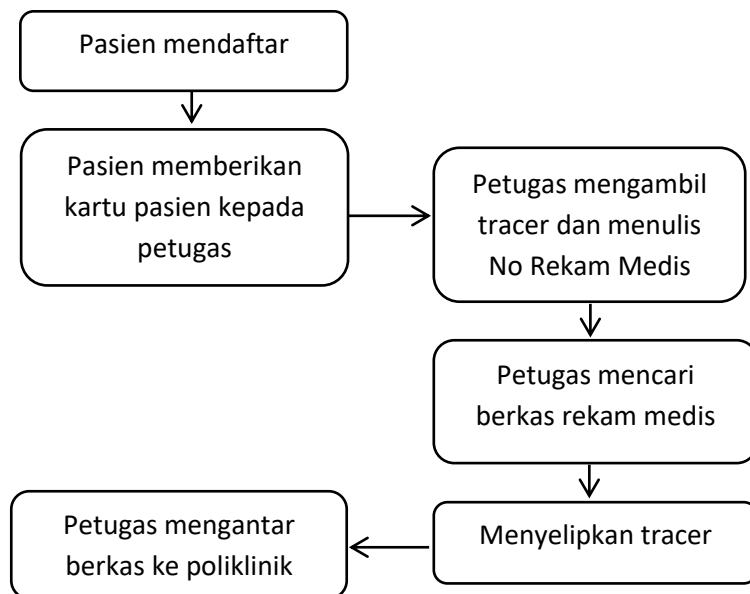 Pasien mendaftar
Pasien memberikan
kartu pasien kepada
petugas
Petugas mengambil
tracer dan menulis
No Rekam Medis
Petugas mencari
berkas rekam medis
Menyelipkan tracer
Petugas mengantar
berkas ke poliklinik